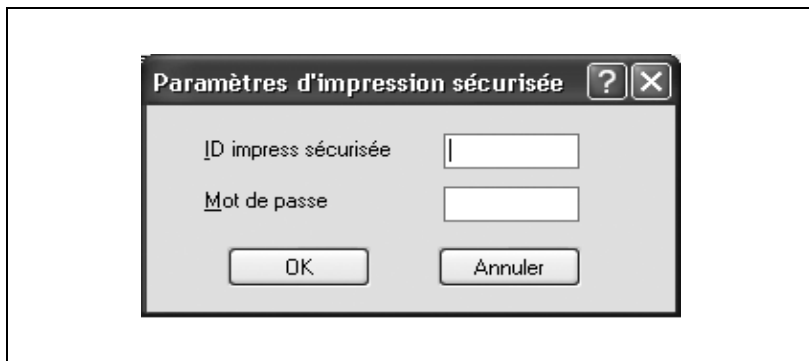 Paramètres d'impression sécurisée
ID impress sécurisée
Mot de passe
OK Annuler